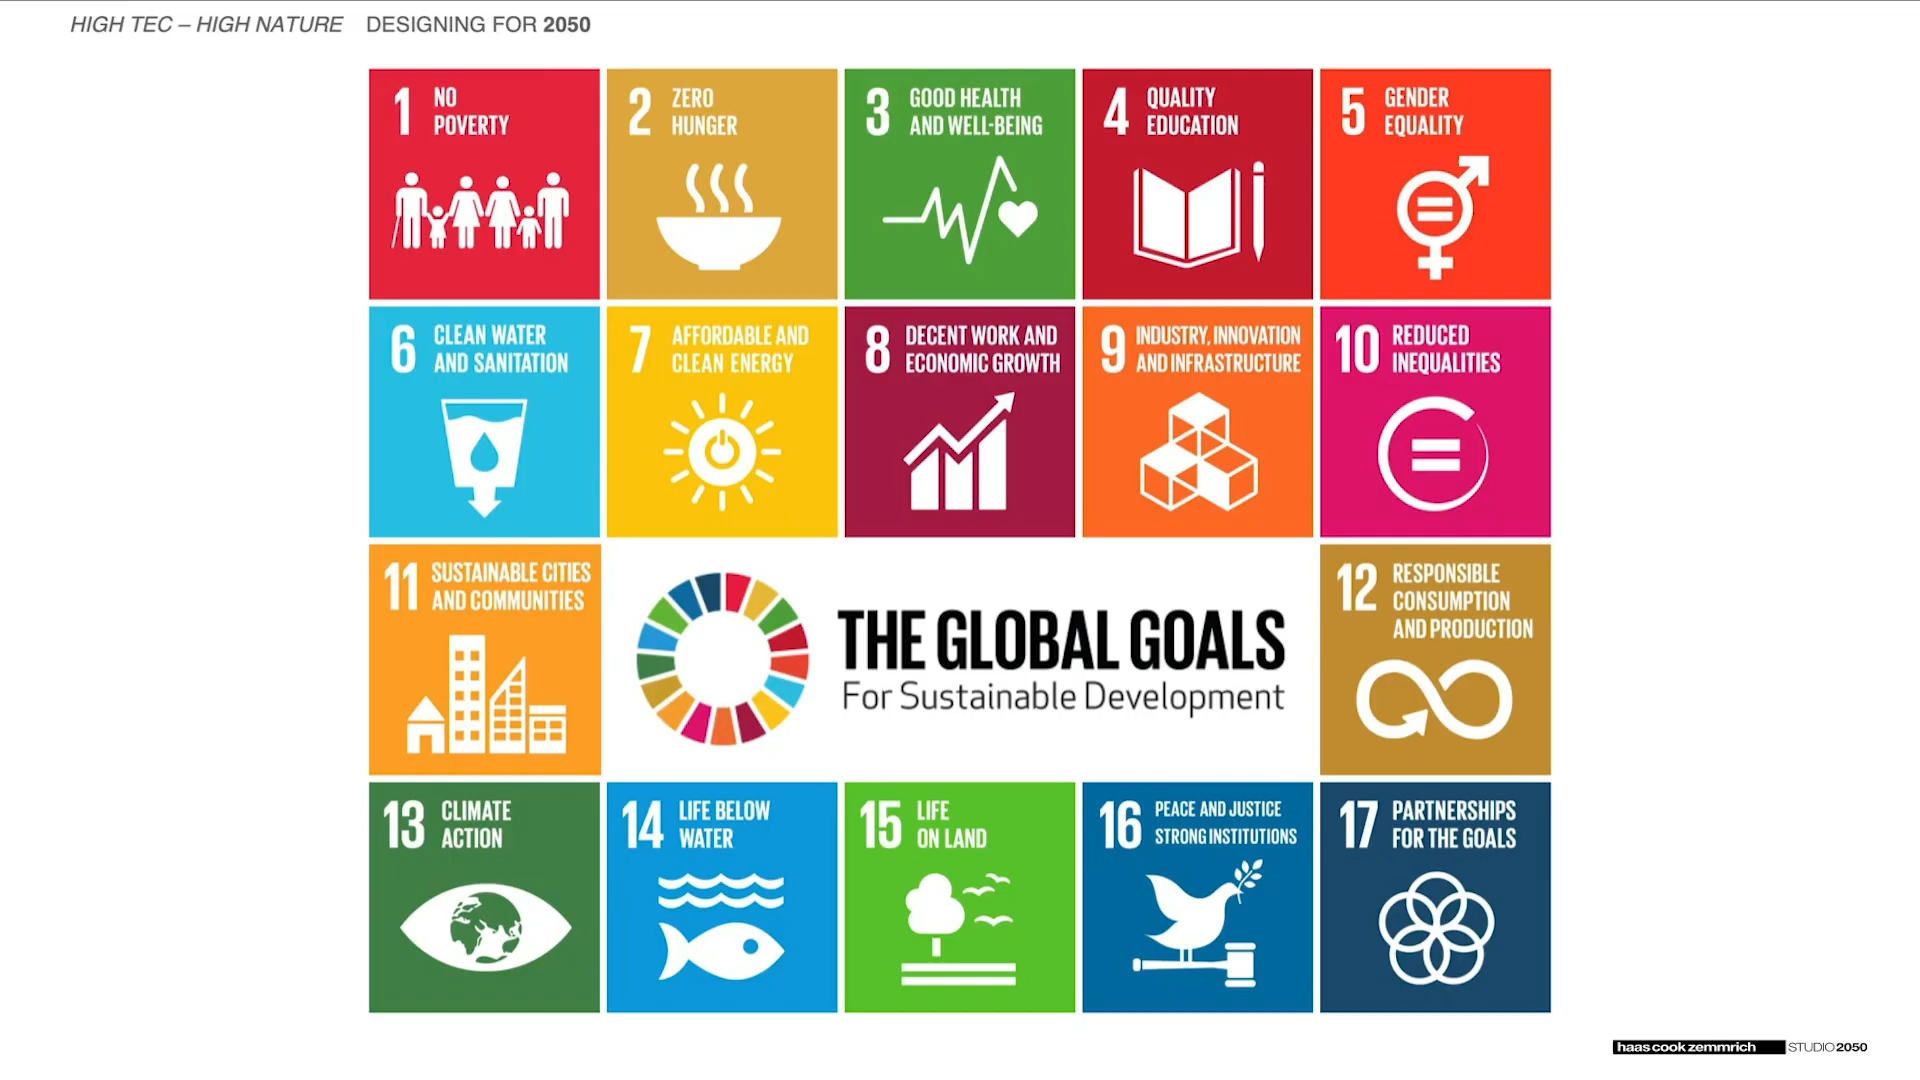 HIGH TEC – HIGH NATURE DESIGNING FOR 2050
1 NO
POVERTY
2 ZERO
HUNGER
3 GOOD HEALTH
AND WELL-BEING
4 QUALITY
EDUCATION
5 GENDER
EQUALITY
6 CLEAN WATER
AND SANITATION
7 AFFORDABLE AND
CLEAN ENERGY
8 DECENT WORK AND
ECONOMIC GROWTH
9 INDUSTRY, INNOVATION
AND INFRASTRUCTURE
10 REDUCED
INEQUALITIES
11 SUSTAINABLE CITIES
AND COMMUNITIES
THE GLOBAL GOALS
For Sustainable Development
12 RESPONSIBLE
CONSUMPTION
AND PRODUCTION
13 CLIMATE
ACTION
14 LIFE BELOW
WATER
15 LIFE
ON LAND
16 PEACE AND JUSTICE
STRONG INSTITUTIONS
17 PARTNERSHIPS
FOR THE GOALS
haascookzemmrich STUDIO2050